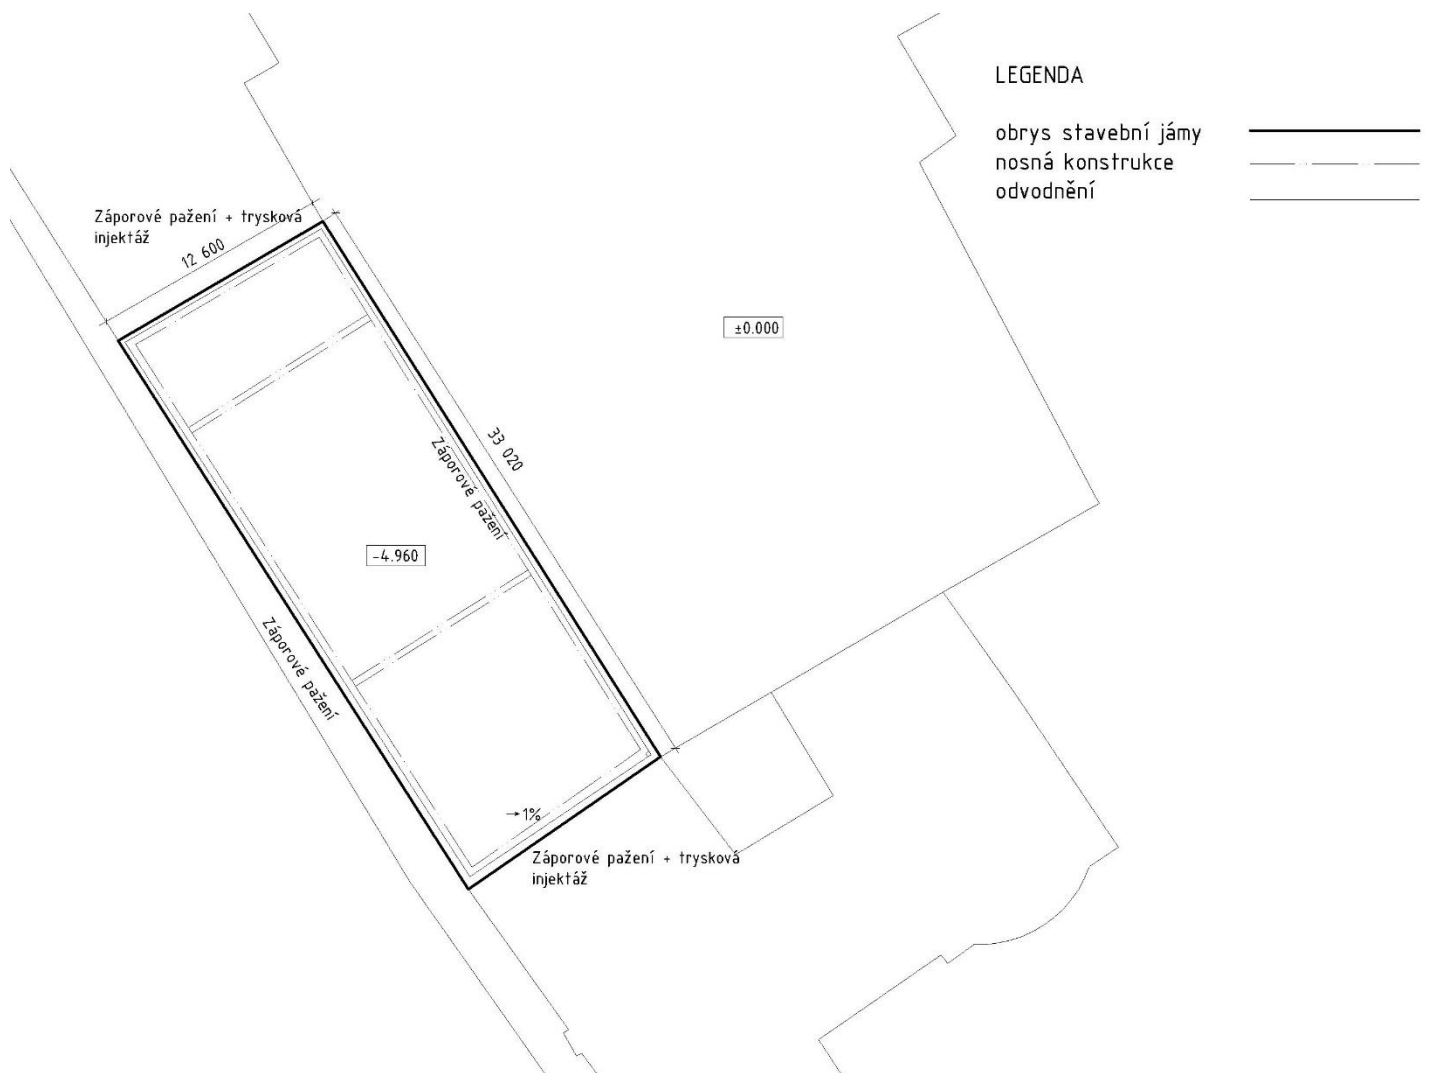 LEGENDA
obrys stavební jámy
nosná konstrukce
odvodnění
Záporové pažení + trysková
injektáž
12 600
±0.000
33 020
Záporové pažení
-4.960
Záporové pažení
→1%
Záporové pažení + trysková
injektáž